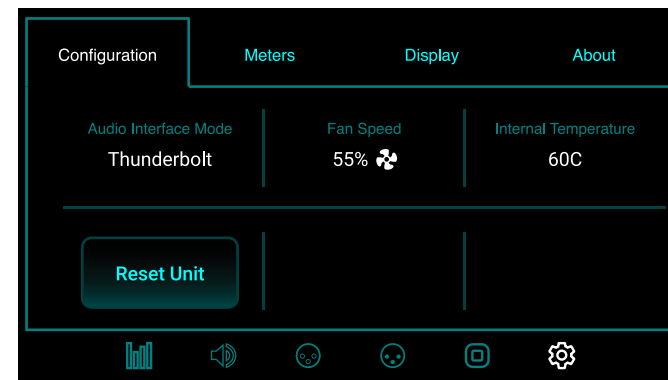 Configuration Meters Display About
Audio Interface Mode Fan Speed Internal Temperature
Thunderbolt 55% 60C
Reset Unit